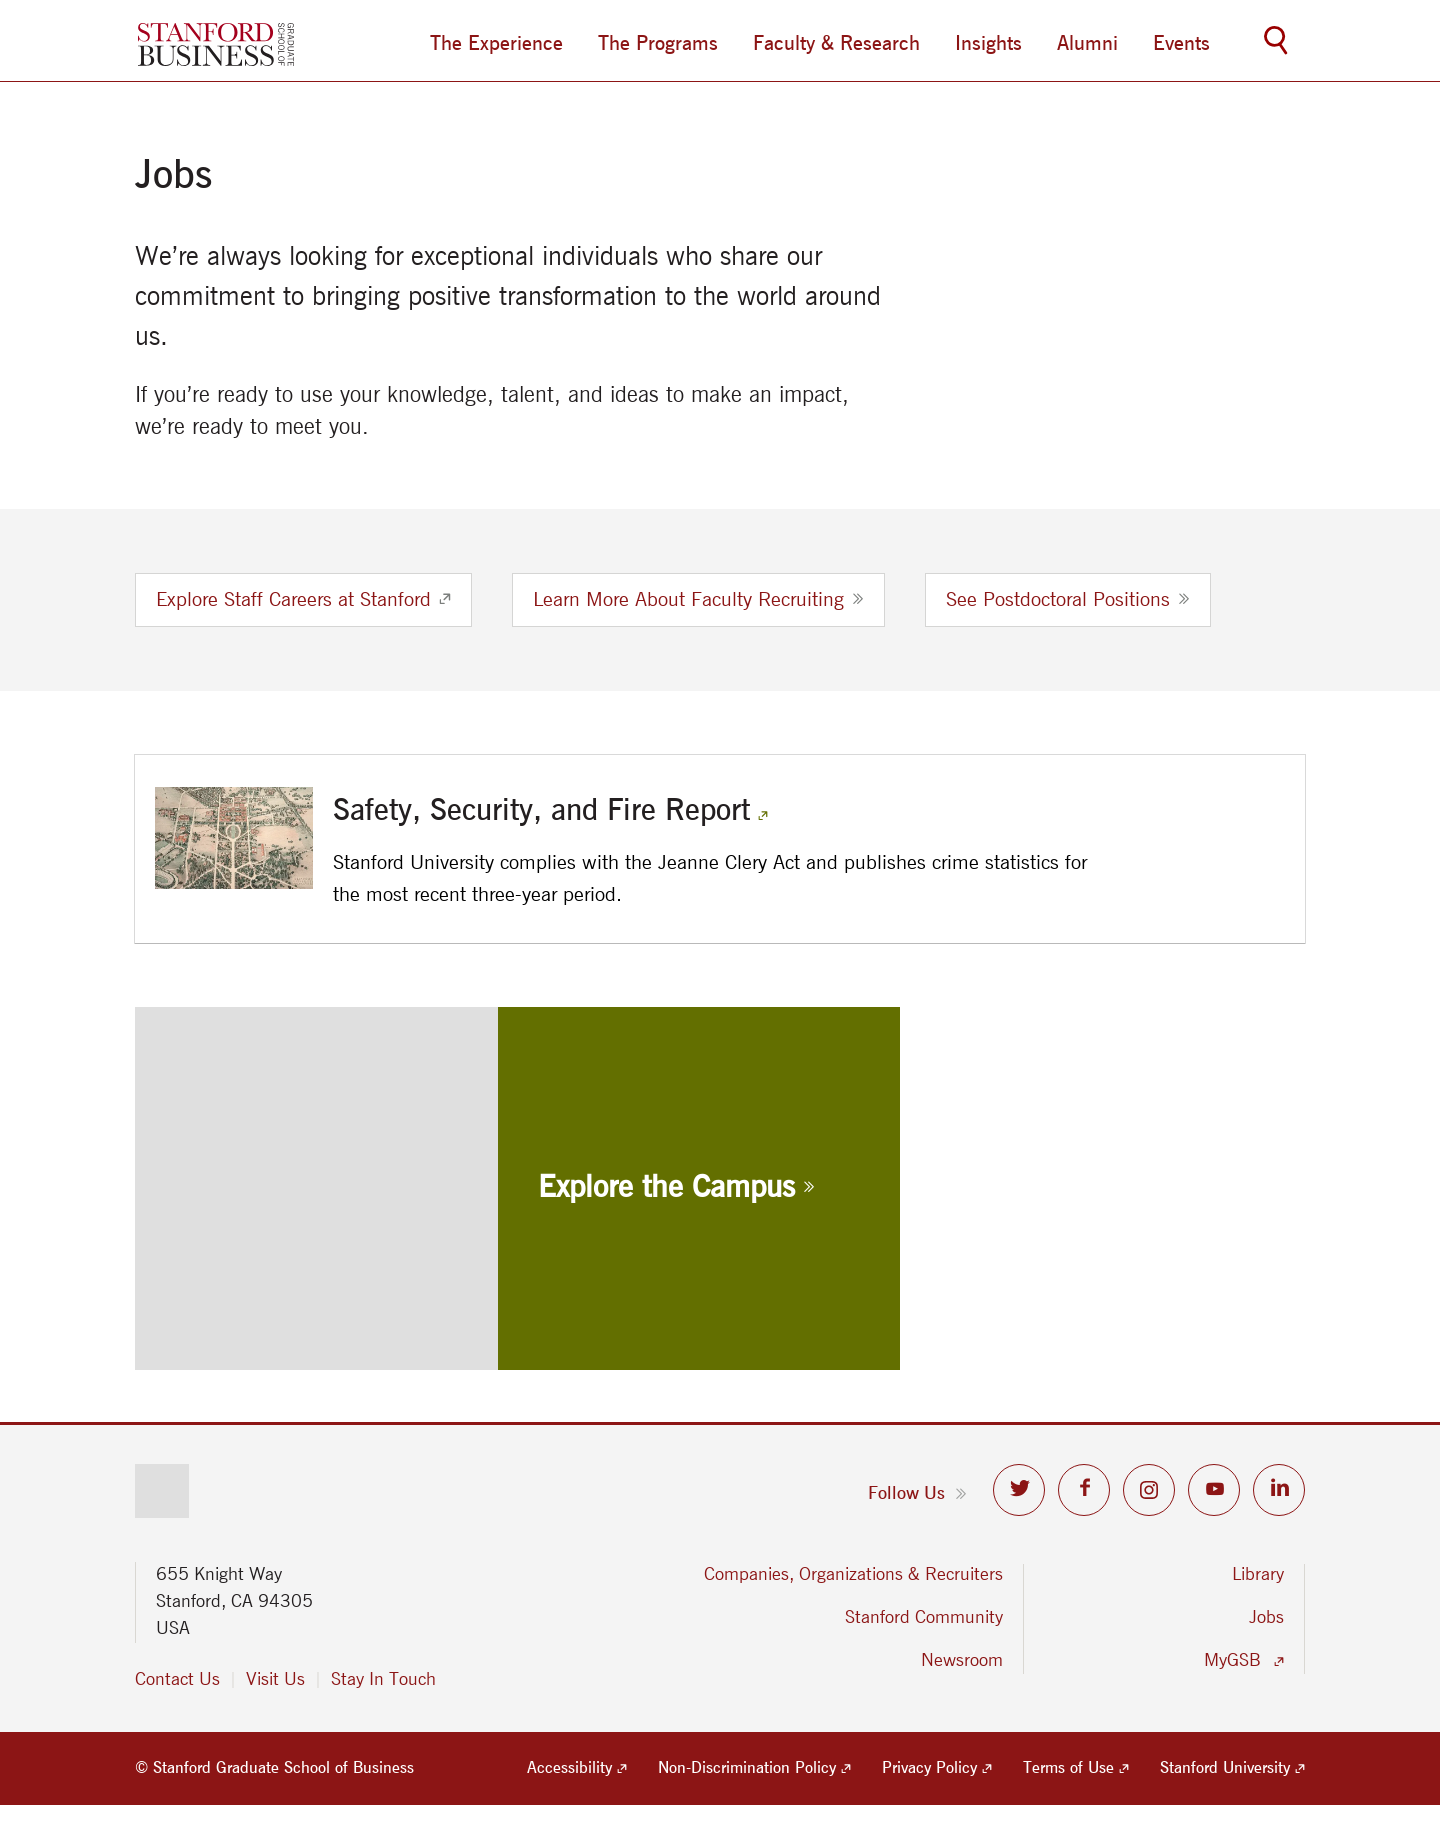 STANFORD
BUSINESS
GRADUATE
SCHOOL OF
The Experience
The Programs
Faculty & Research
Insights
Alumni
Events
Jobs
We’re always looking for exceptional individuals who share our
commitment to bringing positive transformation to the world around
us.
If you’re ready to use your knowledge, talent, and ideas to make an impact,
we’re ready to meet you.
Explore Staff Careers at Stanford
Learn More About Faculty Recruiting
See Postdoctoral Positions
Safety, Security, and Fire Report
Stanford University complies with the Jeanne Clery Act and publishes crime statistics for
the most recent three-year period.
Explore the Campus
Follow Us
655 Knight Way
Stanford, CA 94305
USA
Contact Us | Visit Us | Stay In Touch
Companies, Organizations & Recruiters
Stanford Community
Newsroom
Library
Jobs
MyGSB
© Stanford Graduate School of Business
Accessibility
Non-Discrimination Policy
Privacy Policy
Terms of Use
Stanford University